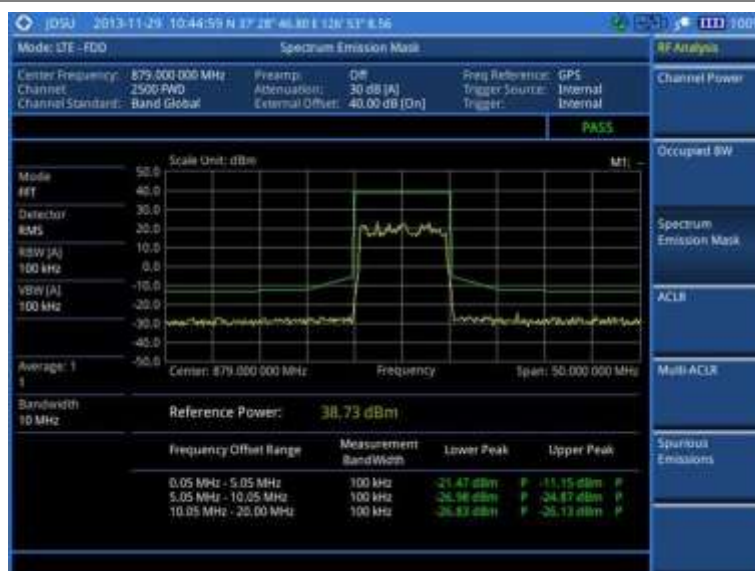 JDSU 2013-11-29 10:44:59 N 37° 28' 46.80 E 126° 53' 8.56 100
Mode: LTE - FDD Spectrum Emission Mask RF Analysis
Center Frequency: 879.000 000 MHz Preamp: Off Freq Reference: GPS
Channel: 2500 FWD Attenuation: 30 dB [A] Trigger Source: Internal
Channel Standard: Band Global External Offset: 40.00 dB [On] Trigger: Internal
Channel Power
PASS
Occupied BW
Scale Unit: dBm M1: --
Mode
FFT
Detector
RMS
RBW [A]
100 kHz
VBW [A]
100 kHz
Average: 1
1
Bandwidth
10 MHz
50.0
40.0
30.0
20.0
10.0
0.0
-10.0
-20.0
-30.0
-40.0
-50.0
Center: 879.000 000 MHz Frequency Span: 50.000 000 MHz
Spectrum
Emission Mask
ACLR
Multi-ACLR
Spurious
Emissions
Reference Power: 38.73 dBm
Frequency Offset Range Measurement BandWidth Lower Peak Upper Peak
0.05 MHz - 5.05 MHz 100 kHz -21.47 dBm P -11.15 dBm P
5.05 MHz - 10.05 MHz 100 kHz -26.98 dBm P -24.87 dBm P
10.05 MHz - 20.00 MHz 100 kHz -26.83 dBm P -26.13 dBm P